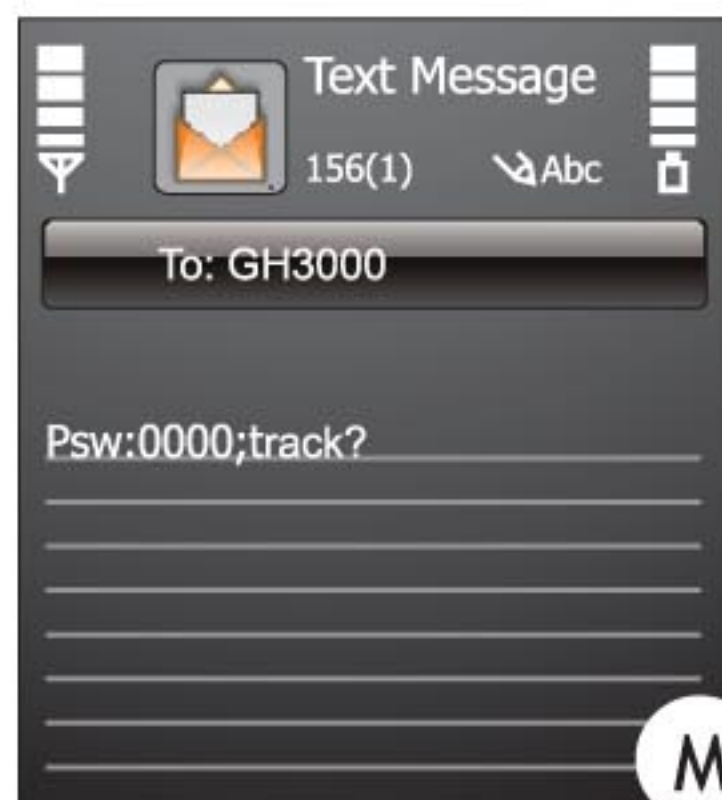 Text Message
156(1) Abc
To: GH3000
Psw:0000;track?
M